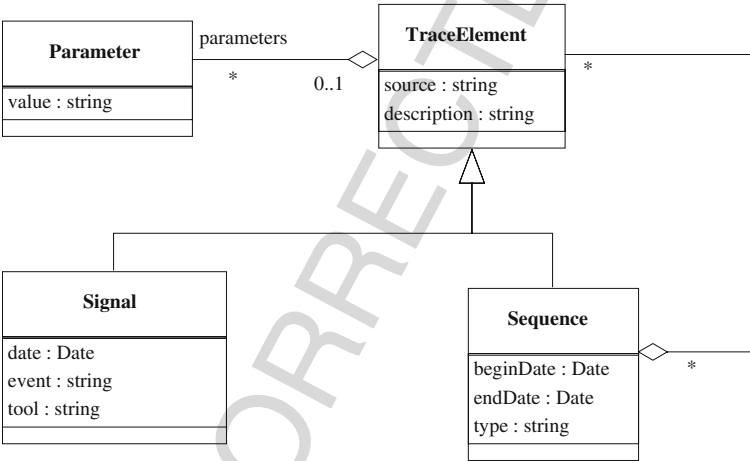 Parameter
value : string
parameters
*
0..1
TraceElement
source : string
description : string
*
Signal
date : Date
event : string
tool : string
Sequence
beginDate : Date
endDate : Date
type : string
*
ORRECT